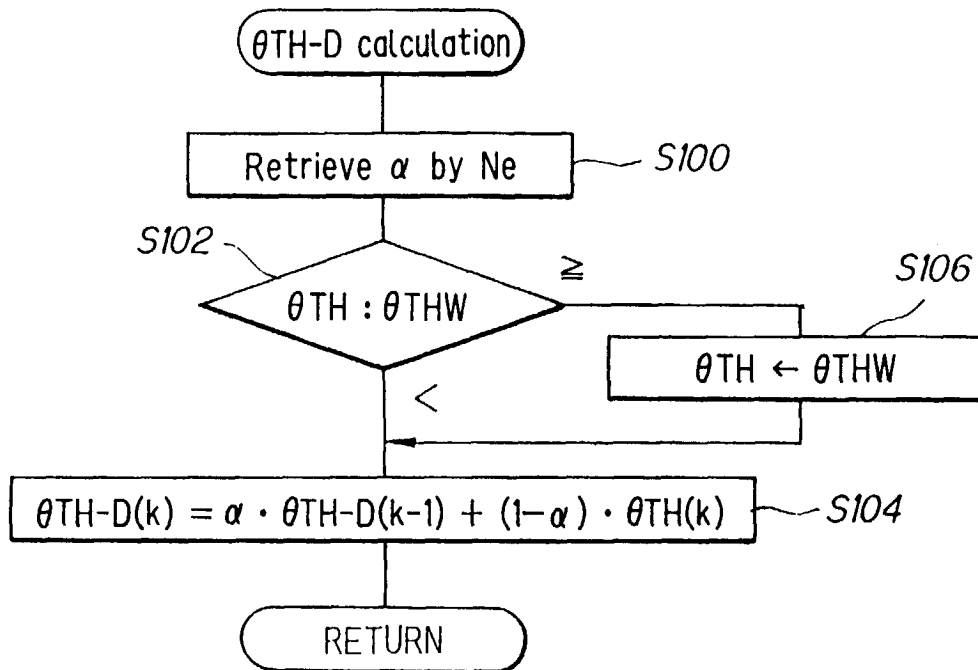 θTH-D calculation
Retrieve α by Ne
S100
S102
≧
θTH : θTHW
S106
θTH ← θTHW
<
θTH-D(k) = α · θTH-D(k-1) + (1-α) · θTH(k)
S104
RETURN